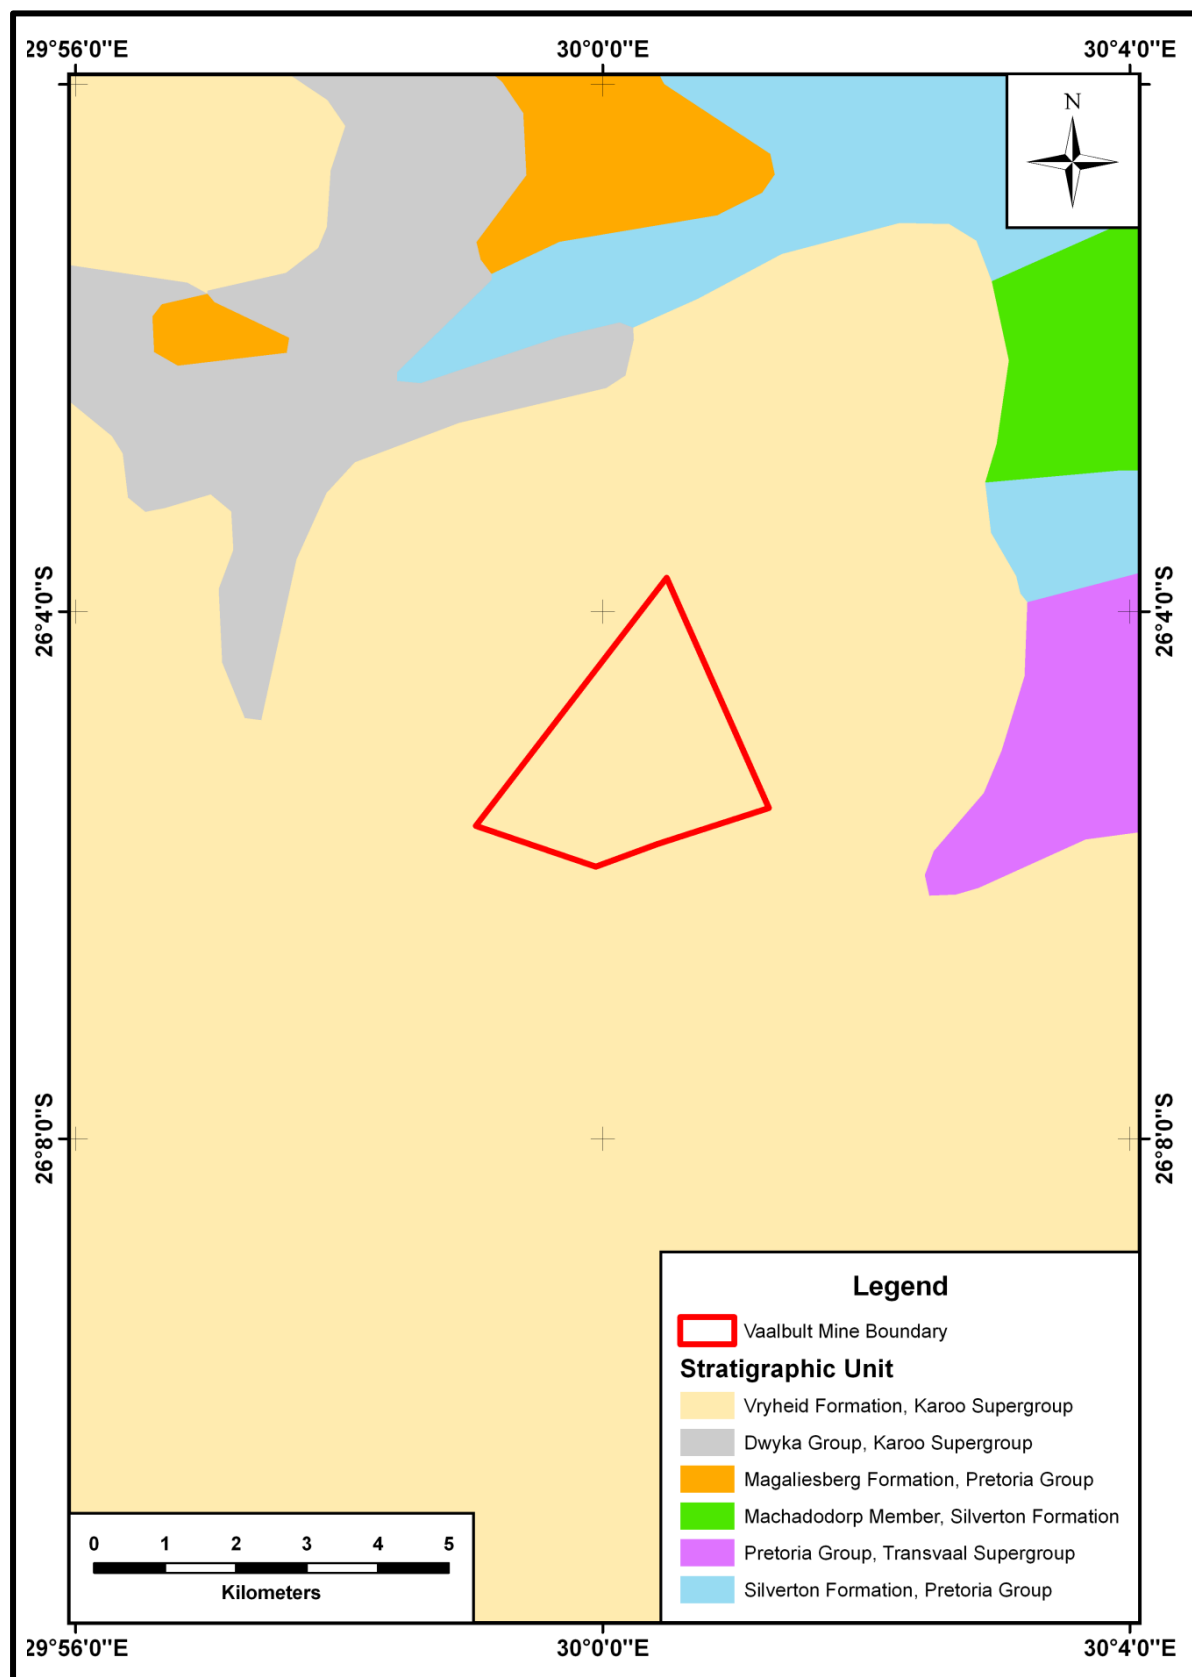 29°56'0"E 30°0'0"E 30°4'0"E
N
26°4'0"S 26°4'0"S
26°8'0"S 26°8'0"S
Legend
Vaalbult Mine Boundary
Stratigraphic Unit
Vryheid Formation, Karoo Supergroup
Dwyka Group, Karoo Supergroup
Magaliesberg Formation, Pretoria Group
Machadodorp Member, Silverton Formation
Pretoria Group, Transvaal Supergroup
Silverton Formation, Pretoria Group
0 1 2 3 4 5
Kilometers
29°56'0"E 30°0'0"E 30°4'0"E